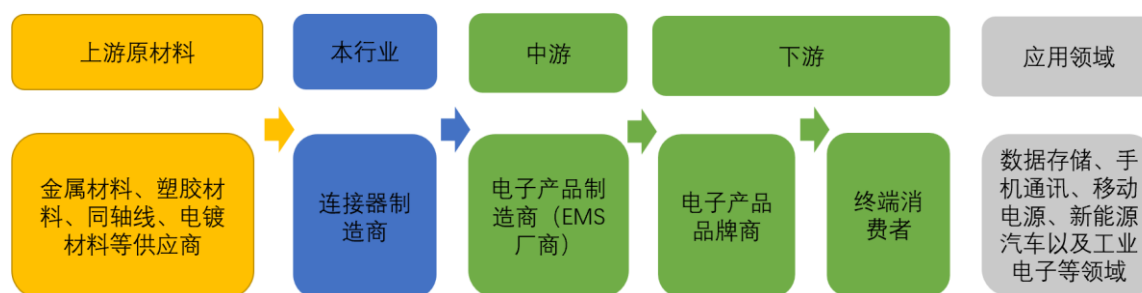 上游原材料
本行业
中游
下游
应用领域
金属材料、塑胶材
料、同轴线、电镀
材料等供应商
连接器制
造商
电子产品制
造商（EMS
厂商）
电子产品
品牌商
终端消
费者
数据存储、手
机通讯、移动
电源、新能源
汽车以及工业
电子等领域